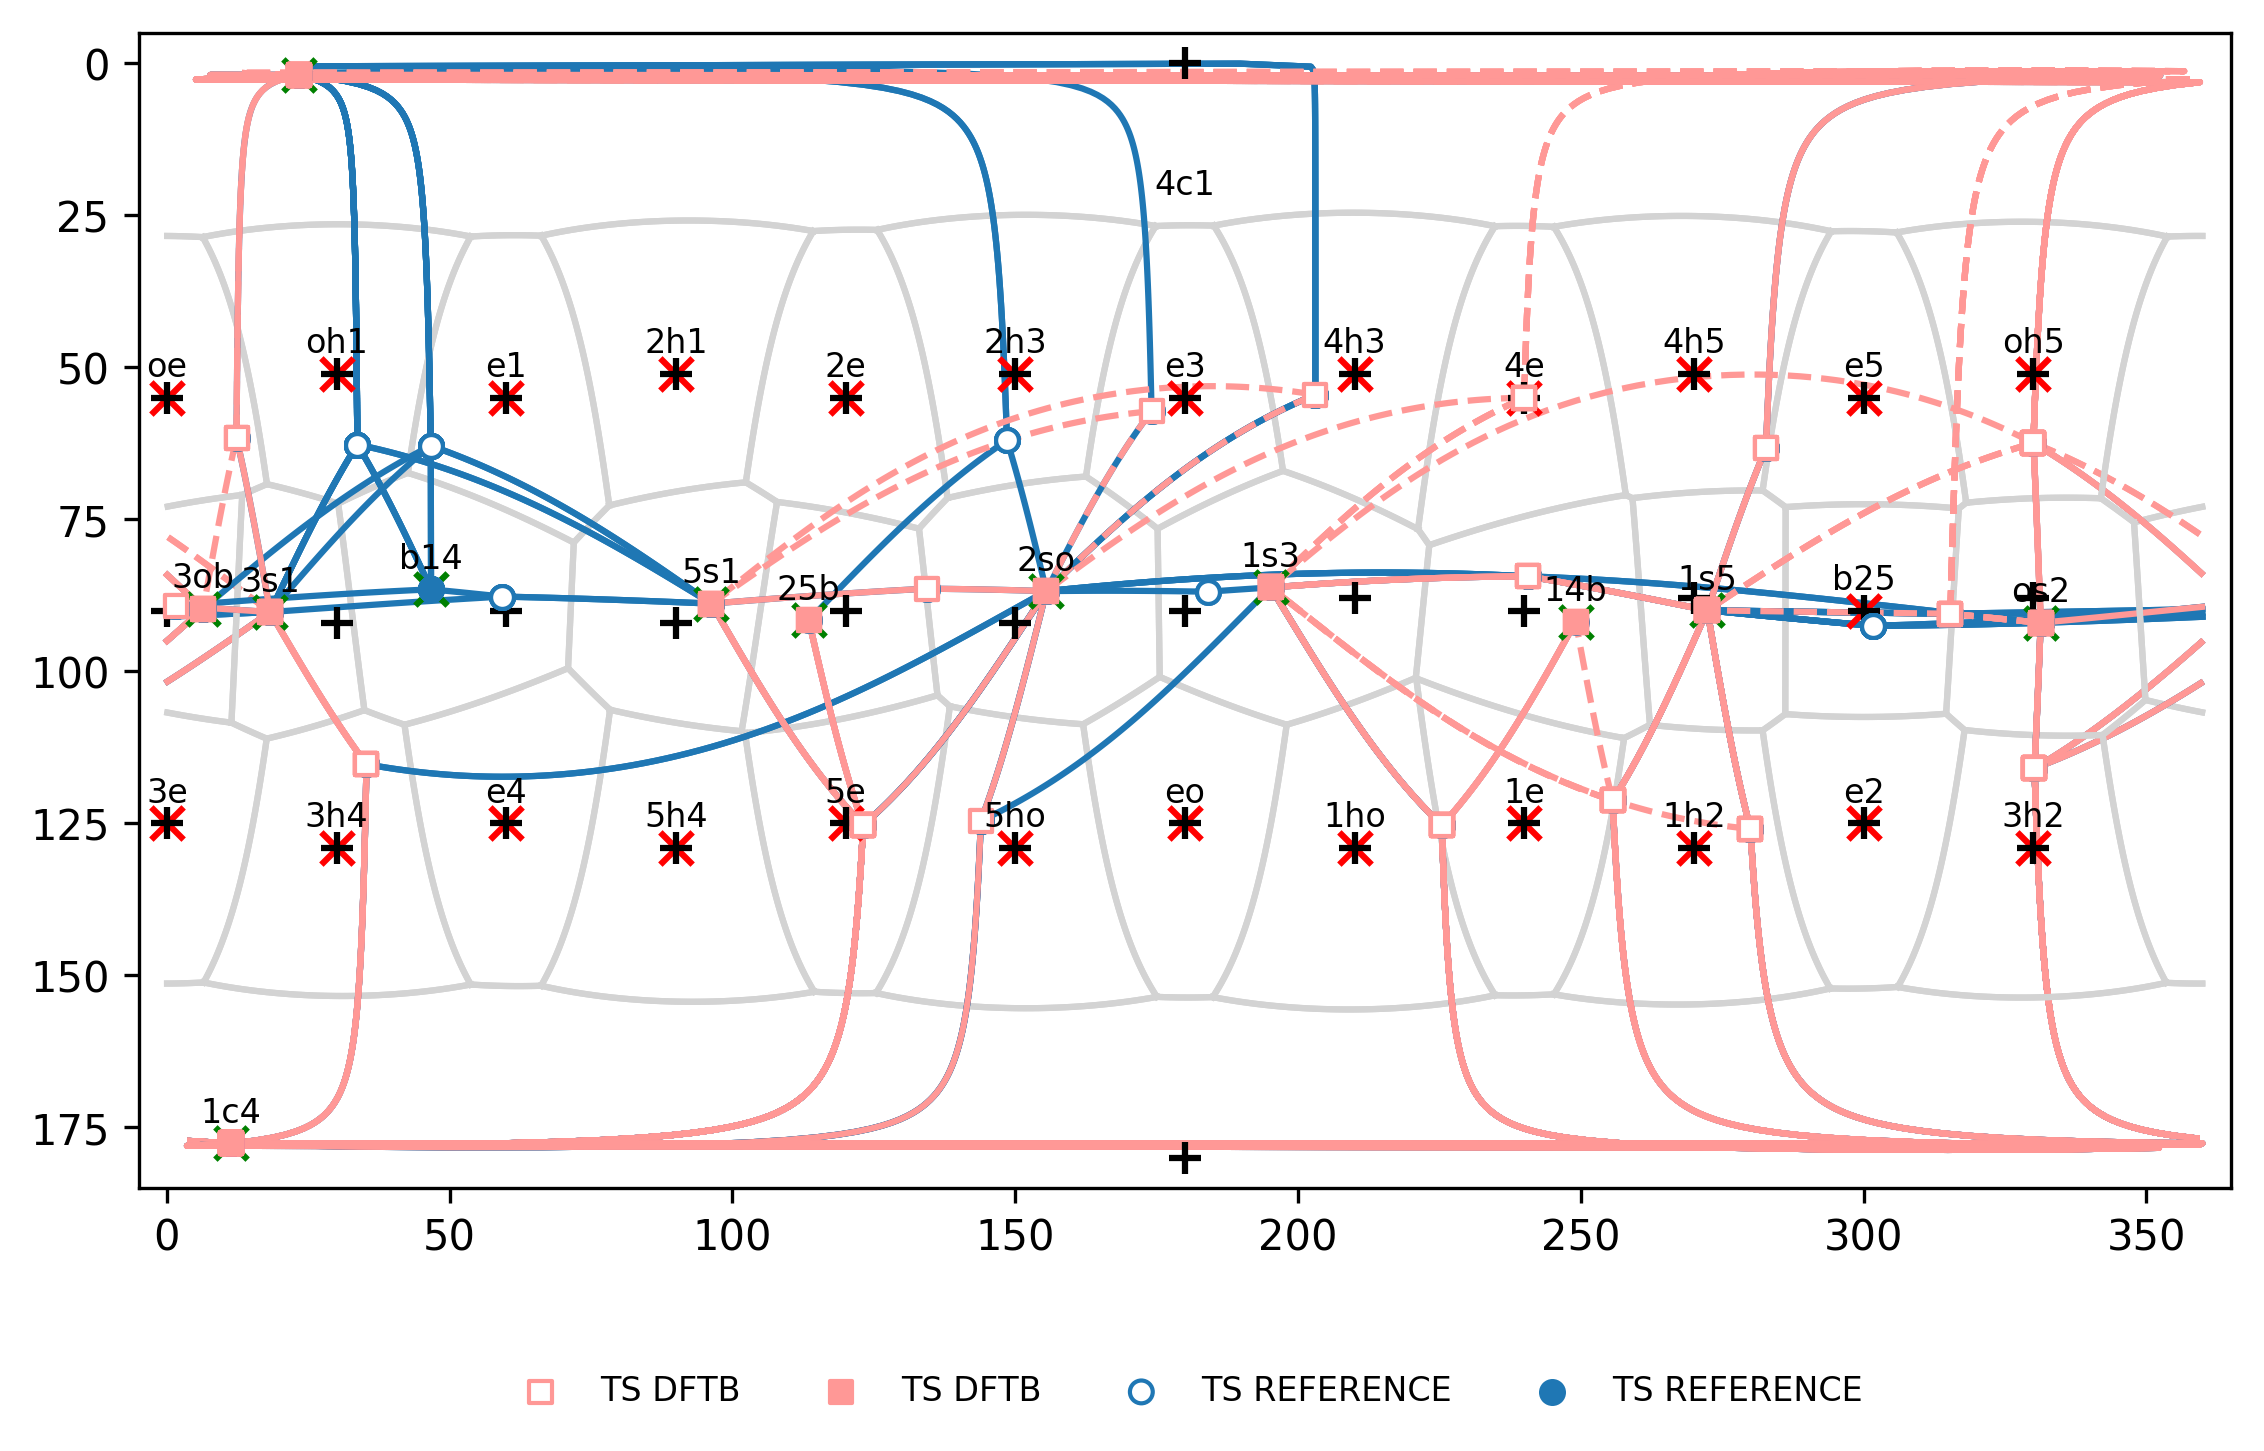 0
4c1
25
oh1 2h1 2h3 4h3 4h5 oh5
oe e1 2e e3 4e e5
50
75
b14 2so 1s3
3ob 3s1 5s1 25b 14b 1s5 b25 os2
100
3e e4 5e eo 1e e2
3h4 5h4 5ho 1ho 1h2 3h2
125
150
1c4
175
0 50 100 150 200 250 300 350
TS DFTB TS DFTB TS REFERENCE TS REFERENCE